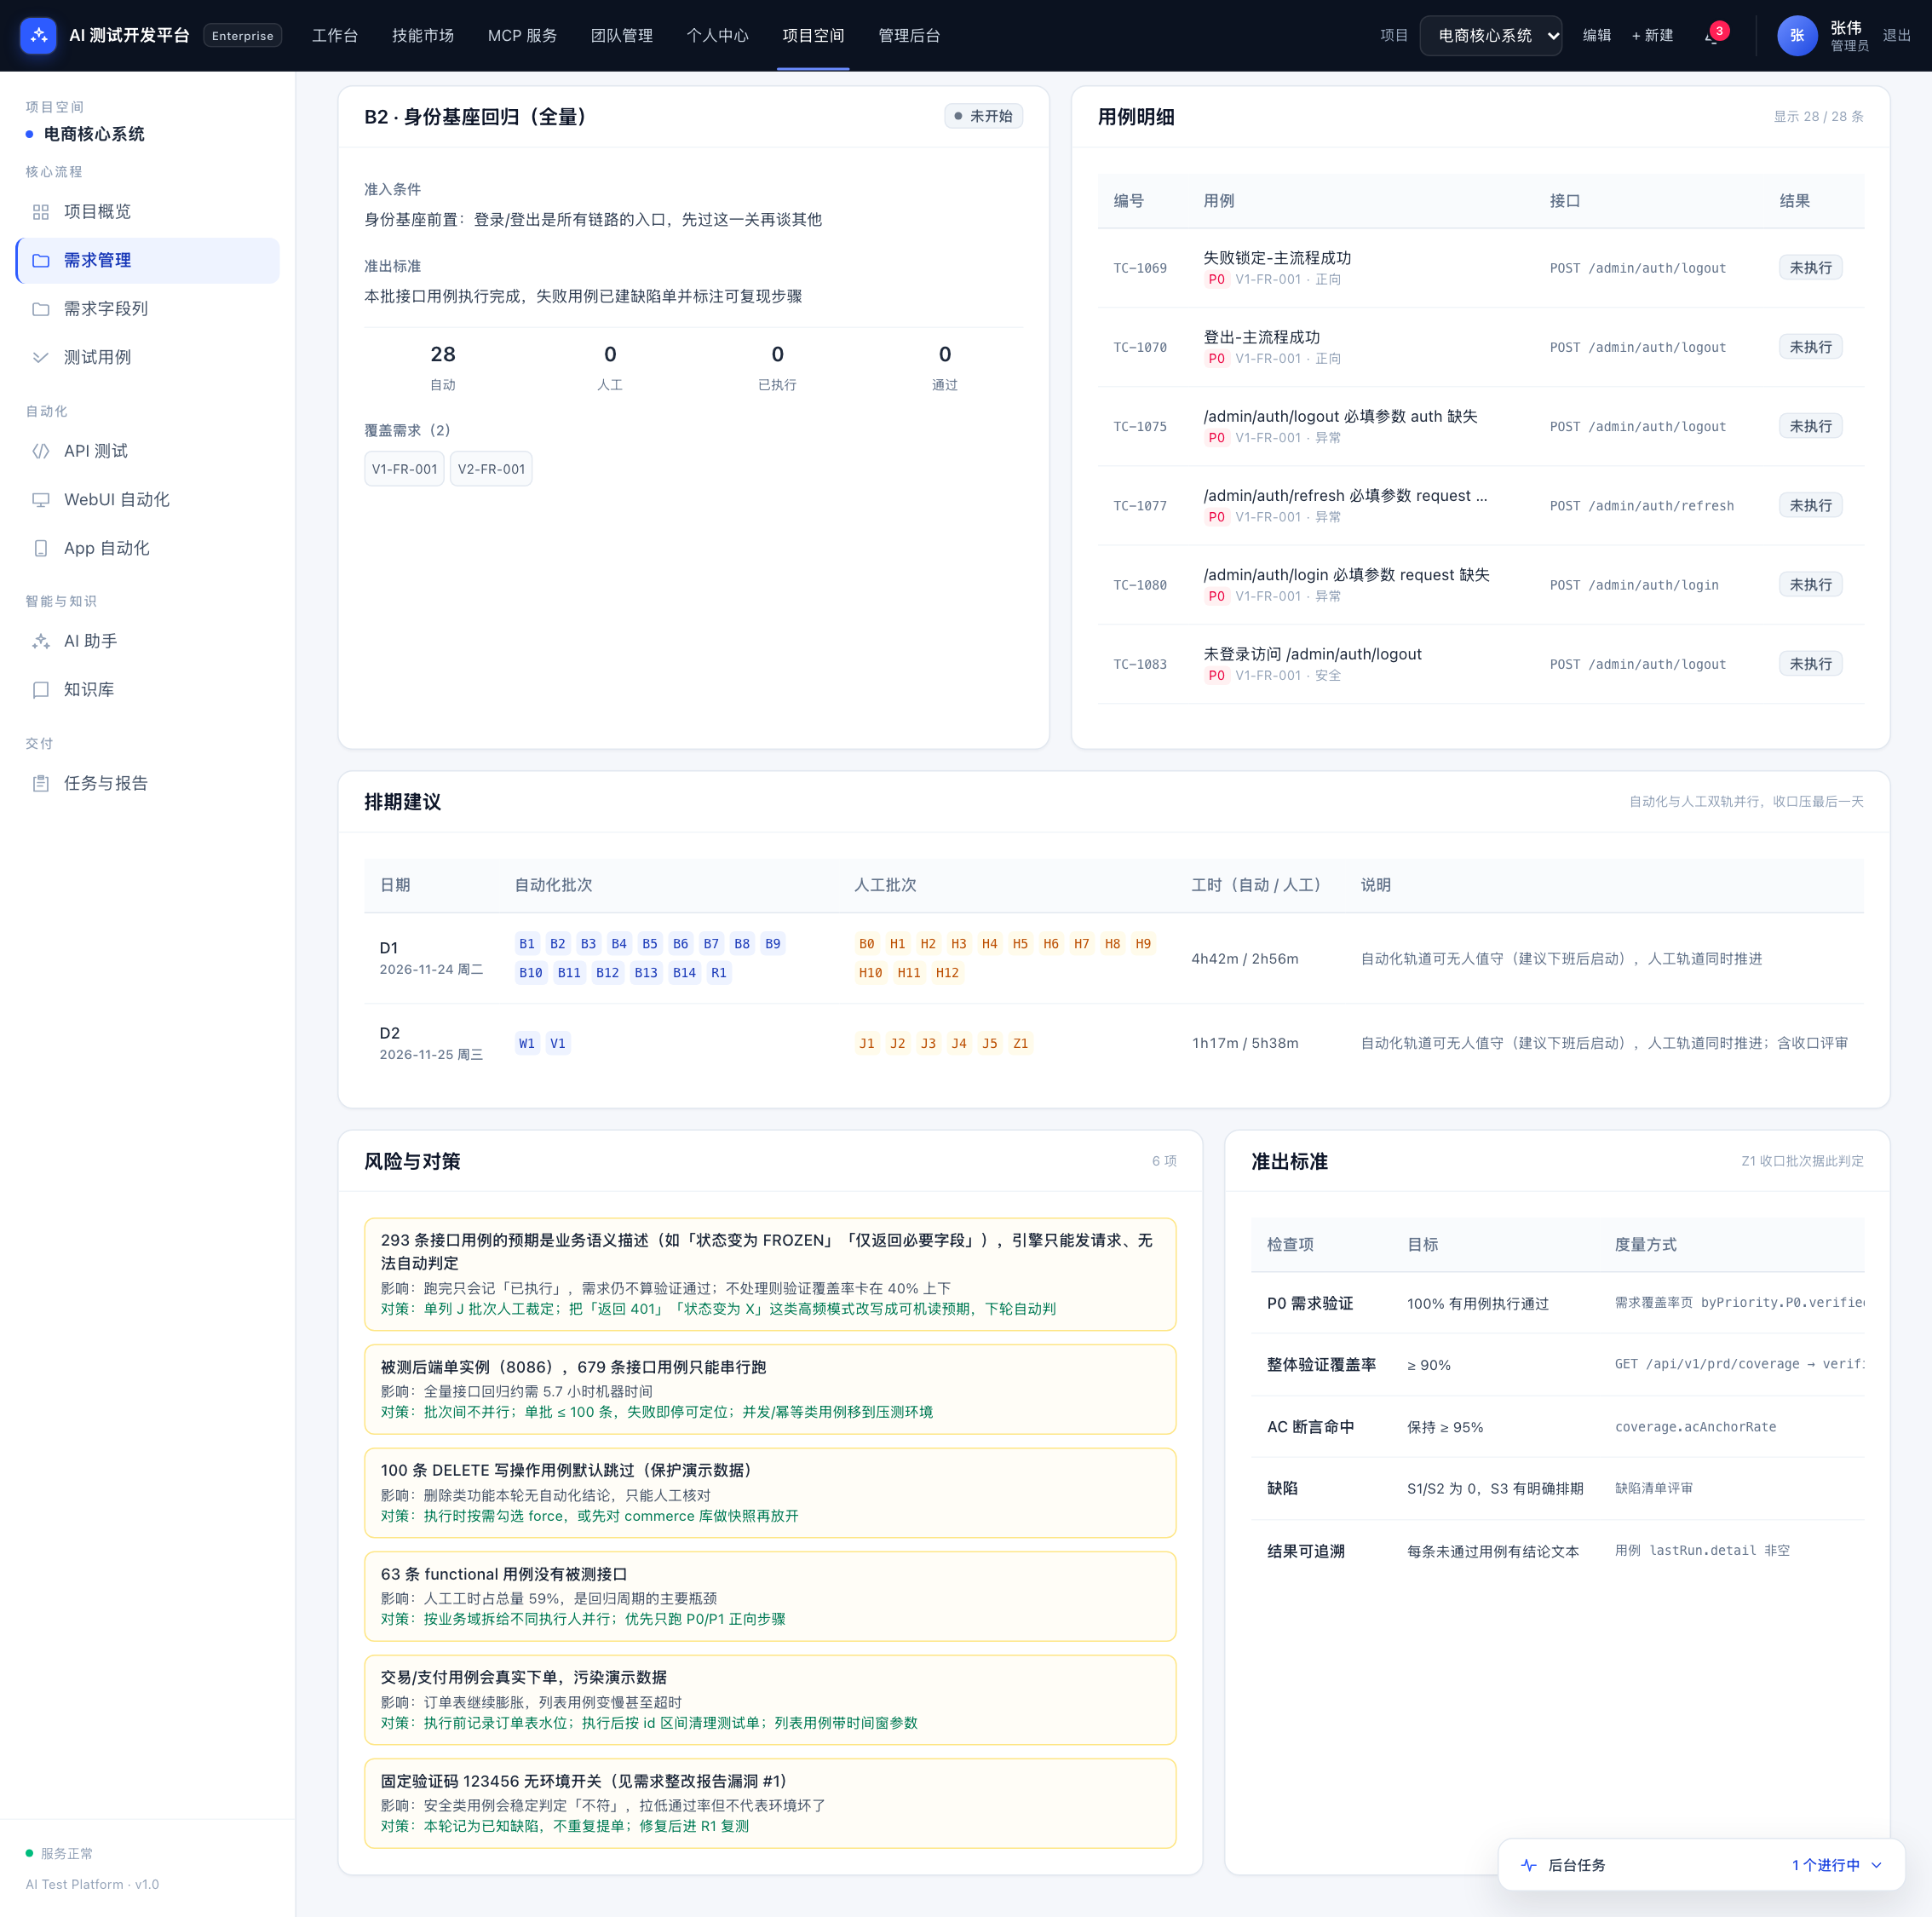 AI 测试开发平台 Enterprise 工作台 技能市场 MCP 服务 团队管理 个人中心 项目空间 管理后台 项目 电商核心系统 编辑 + 新建 3 张 张伟 管理员 退出
项目空间
电商核心系统
核心流程
项目概览
需求管理
需求字段列
测试用例
自动化
API 测试
WebUI 自动化
App 自动化
智能与知识
AI 助手
知识库
交付
任务与报告
服务正常
AI Test Platform · v1.0
B2 · 身份基座回归（全量） 未开始
准入条件
身份基座前置：登录/登出是所有链路的入口，先过这一关再谈其他
准出标准
本批接口用例执行完成，失败用例已建缺陷单并标注可复现步骤
28 0 0 0
自动 人工 已执行 通过
覆盖需求（2）
V1-FR-001 V2-FR-001
用例明细 显示 28 / 28 条
编号 用例 接口 结果
TC-1069 失败锁定-主流程成功 POST /admin/auth/logout 未执行
P0 V1-FR-001 · 正向
TC-1070 登出-主流程成功 POST /admin/auth/logout 未执行
P0 V1-FR-001 · 正向
TC-1075 /admin/auth/logout 必填参数 auth 缺失 POST /admin/auth/logout 未执行
P0 V1-FR-001 · 异常
TC-1077 /admin/auth/refresh 必填参数 request ... POST /admin/auth/refresh 未执行
P0 V1-FR-001 · 异常
TC-1080 /admin/auth/login 必填参数 request 缺失 POST /admin/auth/login 未执行
P0 V1-FR-001 · 异常
TC-1083 未登录访问 /admin/auth/logout POST /admin/auth/logout 未执行
P0 V1-FR-001 · 安全
排期建议 自动化与人工双轨并行，收口压最后一天
日期 自动化批次 人工批次 工时（自动 / 人工） 说明
D1
2026-11-24 周二
B1 B2 B3 B4 B5 B6 B7 B8 B9
B10 B11 B12 B13 B14 R1
B0 H1 H2 H3 H4 H5 H6 H7 H8 H9
H10 H11 H12
4h42m / 2h56m
自动化轨道可无人值守（建议下班后启动），人工轨道同时推进
D2
2026-11-25 周三
W1 V1
J1 J2 J3 J4 J5 Z1
1h17m / 5h38m
自动化轨道可无人值守（建议下班后启动），人工轨道同时推进；含收口评审
风险与对策 6 项
293 条接口用例的预期是业务语义描述（如「状态变为 FROZEN」「仅返回必要字段」），引擎只能发请求、无
法自动判定
影响：跑完只会记「已执行」，需求仍不算验证通过；不处理则验证覆盖率卡在 40% 上下
对策：单列 J 批次人工裁定；把「返回 401」「状态变为 X」这类高频模式改写成可机读预期，下轮自动判
被测后端单实例（8086），679 条接口用例只能串行跑
影响：全量接口回归约需 5.7 小时机器时间
对策：批次间不并行；单批 ≤ 100 条，失败即停可定位；并发/幂等类用例移到压测环境
100 条 DELETE 写操作用例默认跳过（保护演示数据）
影响：删除类功能本轮无自动化结论，只能人工核对
对策：执行时按需勾选 force，或先对 commerce 库做快照再放开
63 条 functional 用例没有被测接口
影响：人工工时占总量 59%，是回归周期的主要瓶颈
对策：按业务域拆给不同执行人并行；优先只跑 P0/P1 正向步骤
交易/支付用例会真实下单，污染演示数据
影响：订单表继续膨胀，列表用例变慢甚至超时
对策：执行前记录订单表水位；执行后按 id 区间清理测试单；列表用例带时间窗参数
固定验证码 123456 无环境开关（见需求整改报告漏洞 #1）
影响：安全类用例会稳定判定「不符」，拉低通过率但不代表环境坏了
对策：本轮记为已知缺陷，不重复提单；修复后进 R1 复测
准出标准 Z1 收口批次据此判定
检查项 目标 度量方式
P0 需求验证 100% 有用例执行通过 需求覆盖率页 byPriority.P0.verified
整体验证覆盖率 ≥ 90% GET /api/v1/prd/coverage → verifi
AC 断言命中 保持 ≥ 95% coverage.acAnchorRate
缺陷 S1/S2 为 0，S3 有明确排期 缺陷清单评审
结果可追溯 每条未通过用例有结论文本 用例 lastRun.detail 非空
后台任务 1 个进行中